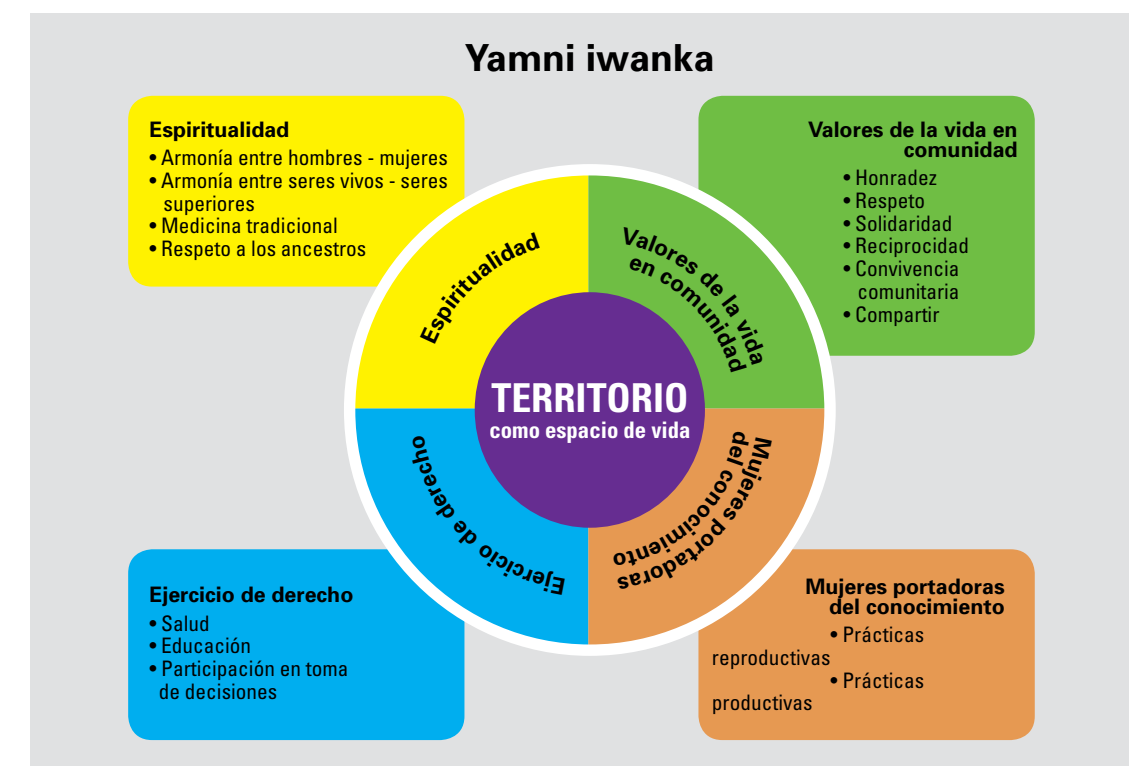 Yamni iwanka
Espiritualidad
• Armonía entre hombres - mujeres
• Armonía entre seres vivos - seres
superiores
• Medicina tradicional
• Respeto a los ancestros
Valores de la vida en
comunidad
• Honradez
• Respeto
• Solidaridad
• Reciprocidad
• Convivencia
comunitaria
• Compartir
Espiritualidad
Valores de la vida
en comunidad
TERRITORIO
como espacio de vida
Ejercicio de derecho
Mujeres portadoras
del conocimiento
Ejercicio de derecho
• Salud
• Educación
• Participación en toma
de decisiones
Mujeres portadoras
del conocimiento
• Prácticas
reproductivas
• Prácticas
productivas